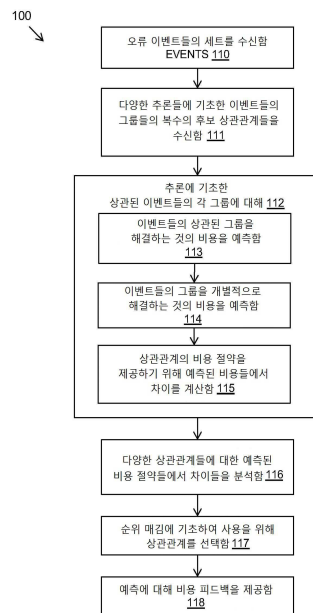 100
오류 이벤트들의 세트를 수신함
EVENTS 110
다양한 추론들에 기초한 이벤트들의
그룹들의 복수의 후보 상관관계들을
수신함 111
추론에 기초한
상관된 이벤트들의 각 그룹에 대해 112
이벤트들의 상관된 그룹을
해결하는 것의 비용을 예측함
113
이벤트들의 그룹을 개별적으로
해결하는 것의 비용을 예측함
114
상관관계의 비용 절약을
제공하기 위해 예측된 비용들에서
차이를 계산함 115
다양한 상관관계들에 대한 예측된
비용 절약들에서 차이들을 분석함 116
순위 매김에 기초하여 사용을 위해
상관관계를 선택함 117
예측에 대해 비용 피드백을 제공함
118